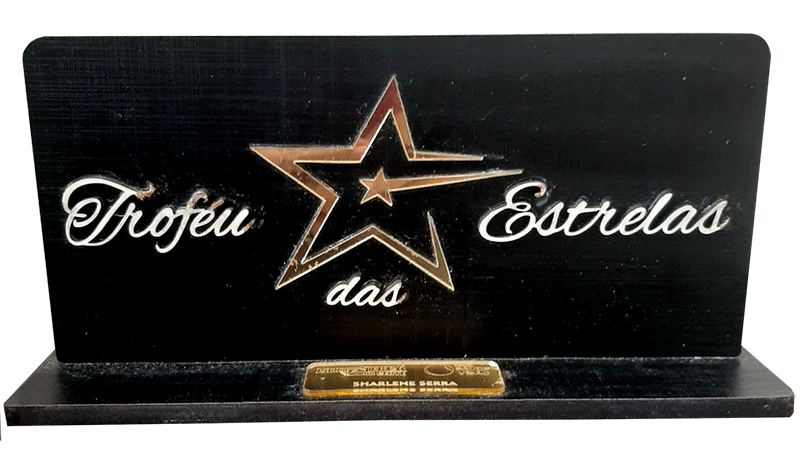 Troféu
das
Estrelas
SHARLENE SERRA